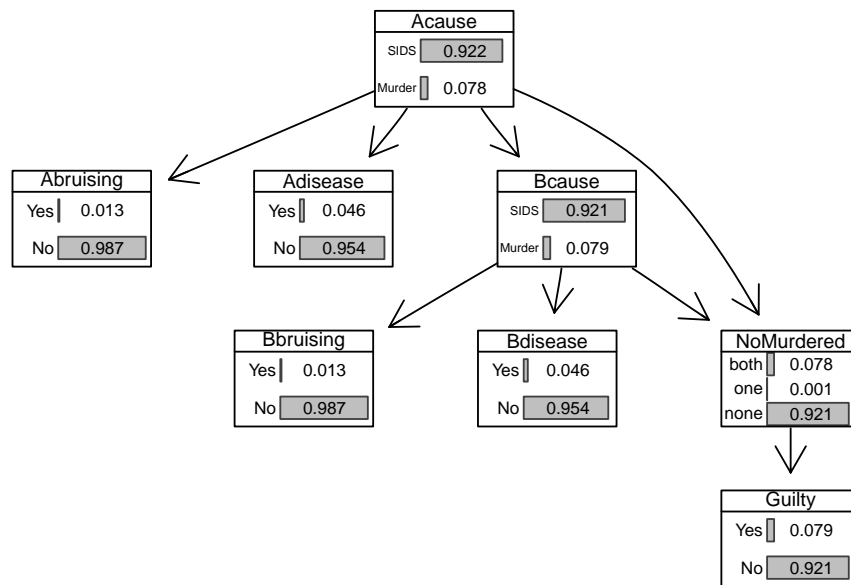 Acause
SIDS 0.922
Murder 0.078
Abruising
Yes 0.013
No 0.987
Adisease
Yes 0.046
No 0.954
Bcause
SIDS 0.921
Murder 0.079
Bbruising
Yes 0.013
No 0.987
Bdisease
Yes 0.046
No 0.954
NoMurdered
both 0.078
one 0.001
none 0.921
Guilty
Yes 0.079
No 0.921